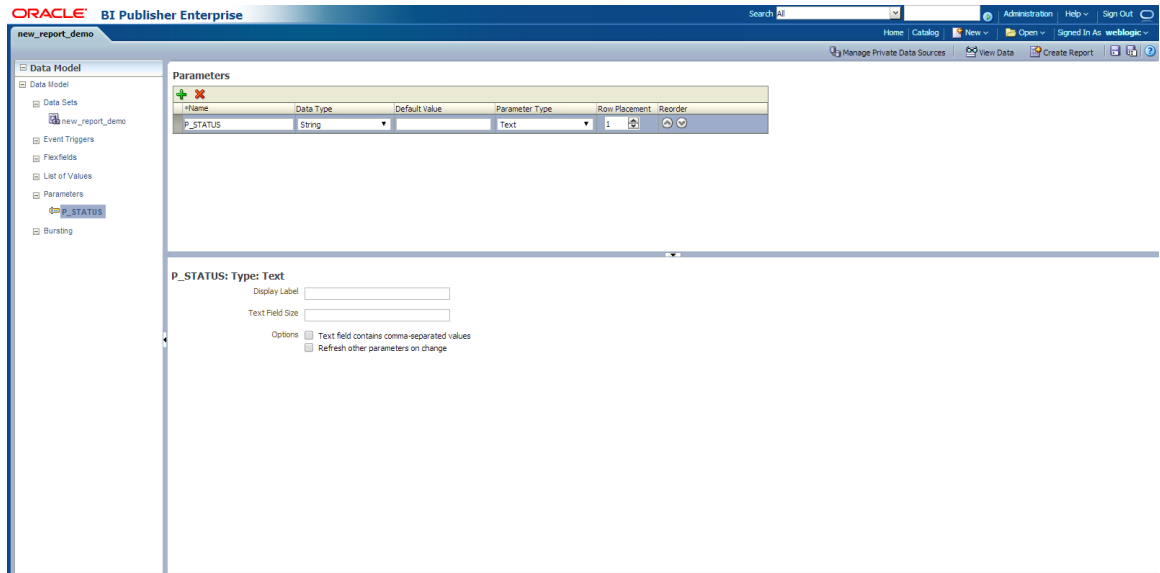 ORACLE BI Publisher Enterprise
Search All
Administration Help Sign Out
new_report_demo
Home Catalog New Open Signed In As weblogic
Manage Private Data Sources View Data Create Report
Data Model
Data Model
Data Sets
new_report_demo
Event Triggers
Flexfields
List of Values
Parameters
P_STATUS
Bursting
Parameters
*Name Data Type Default Value Parameter Type Row Placement Reorder
P_STATUS String Text 1
P_STATUS: Type: Text
Display Label
Text Field Size
Options Text field contains comma-separated values
Refresh other parameters on change